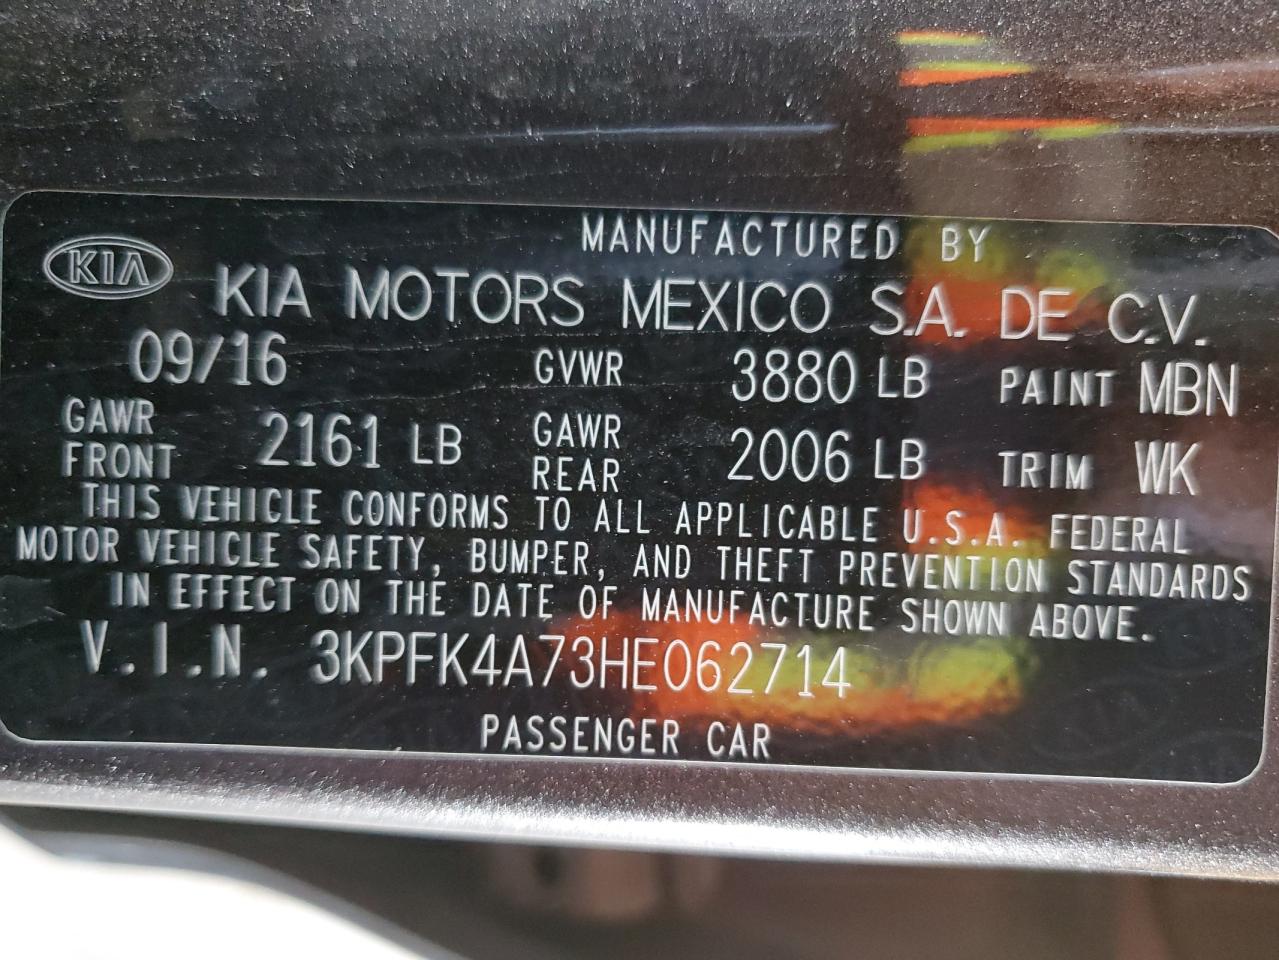 MANUFACTURED BY
KIA KIA MOTORS MEXICO S.A. DE C.V.
09/16 GVWR 3880 LB PAINT MBN
GAWR FRONT 2161 LB GAWR REAR 2006 LB TRIM WK
THIS VEHICLE CONFORMS TO ALL APPLICABLE U.S.A. FEDERAL
MOTOR VEHICLE SAFETY, BUMPER, AND THEFT PREVENTION STANDARDS
IN EFFECT ON THE DATE OF MANUFACTURE SHOWN ABOVE.
V.I.N. 3KPFK4A73HE062714
PASSENGER CAR